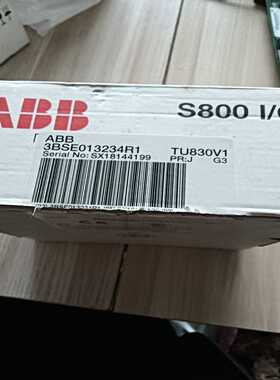 ABB
S800 I/
ABB
3BSE013234R1
TU830V1
Serial No: SX18144199
PR:J
G3